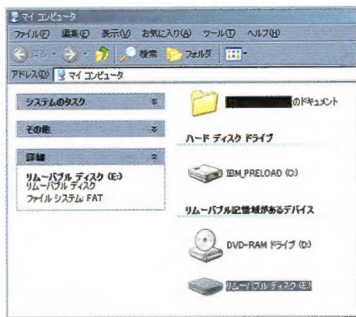 マイ コンピュータ
ファイル(F) 編集(E) 表示(V) お気に入り(A) ツール(T) ヘルプ(H)
戻る 検索 フォルダ
アドレス(D) マイ コンピュータ
システムのタスク
その他
詳細
リムーバブル ディスク (E:)
リムーバブル ディスク
ファイル システム: FAT
のドキュメント
ハード ディスク ドライブ
IBM_PRELOAD (C:)
リムーバブル記憶域があるデバイス
DVD-RAM ドライブ (D:)
リムーバブル ディスク (E:)